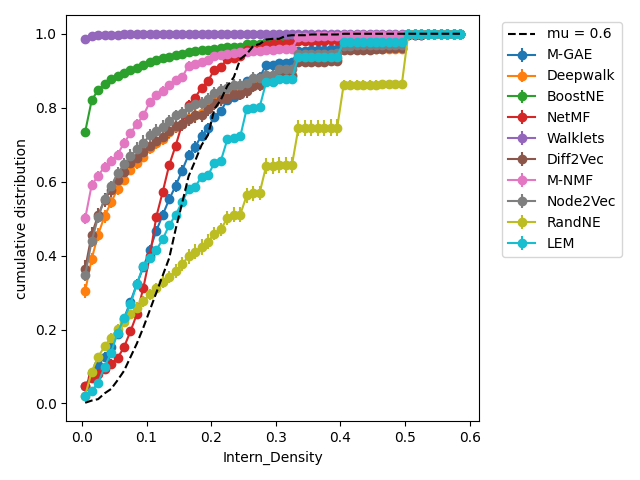 cumulative distribution
1.0
0.8
0.6
0.4
0.2
0.0
0.0 0.1 0.2 0.3 0.4 0.5 0.6
Intern_Density
mu = 0.6
M-GAE
Deepwalk
BoostNE
NetMF
Walklets
Diff2Vec
M-NMF
Node2Vec
RandNE
LEM